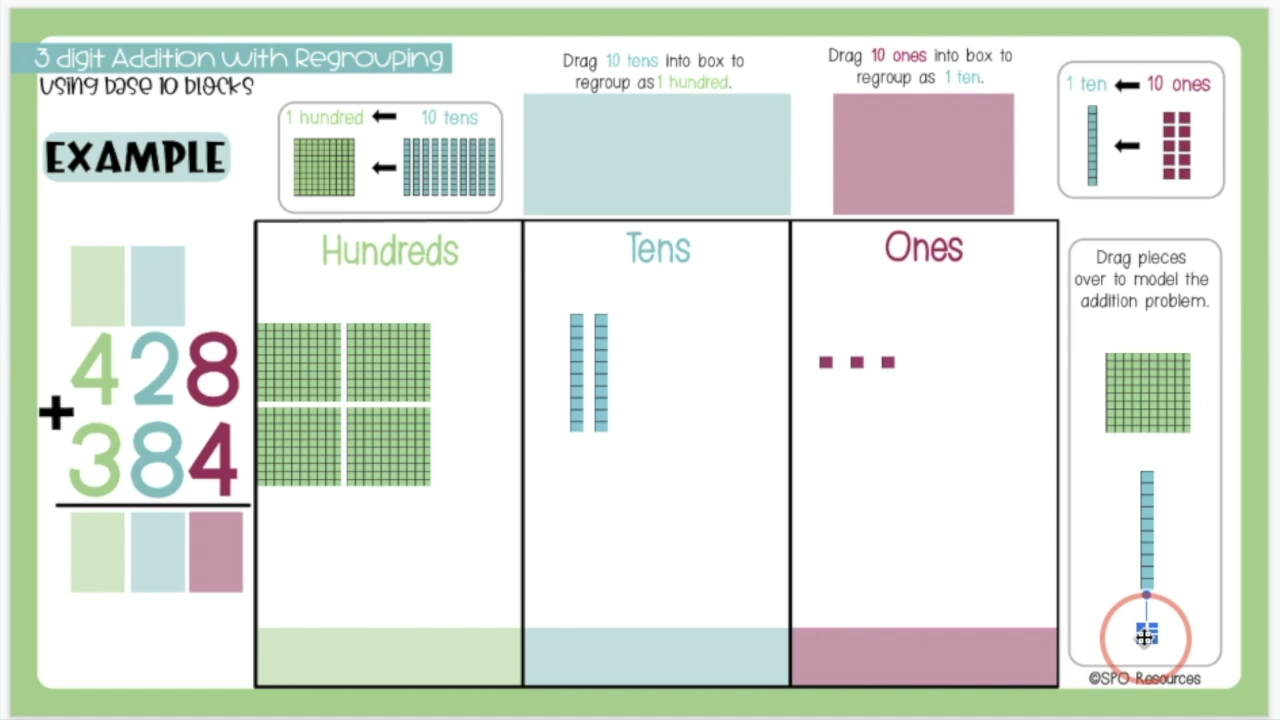 3 digit Addition with Regrouping
using base 10 blocks
EXAMPLE
1 hundred 10 tens
Drag 10 tens into box to
regroup as 1 hundred.
Drag 10 ones into box to
regroup as 1 ten.
1 ten 10 ones
Hundreds Tens Ones
428
+
384
Drag pieces
over to model the
addition problem.
©SPO Resources